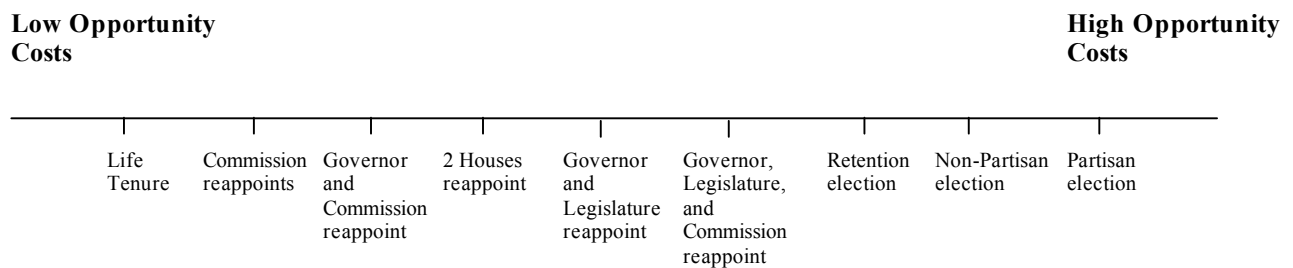 Low Opportunity
Costs
High Opportunity
Costs
Life
Tenure
Commission
reappoints
Governor
and
Commission
reappoint
2 Houses
reappoint
Governor
and
Legislature
reappoint
Governor,
Legislature,
and
Commission
reappoint
Retention
election
Non-Partisan
election
Partisan
election